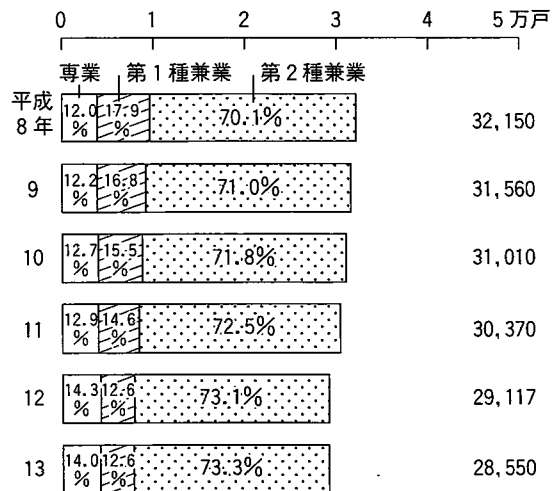 0 1 2 3 4 5万戸
専業 第1種兼業 第2種兼業
平成
8年 12.0% 17.9% 70.1% 32,150
9 12.2% 16.8% 71.0% 31,560
10 12.7% 15.5% 71.8% 31,010
11 12.9% 14.6% 72.5% 30,370
12 14.3% 12.6% 73.1% 29,117
13 14.0% 12.6% 73.3% 28,550